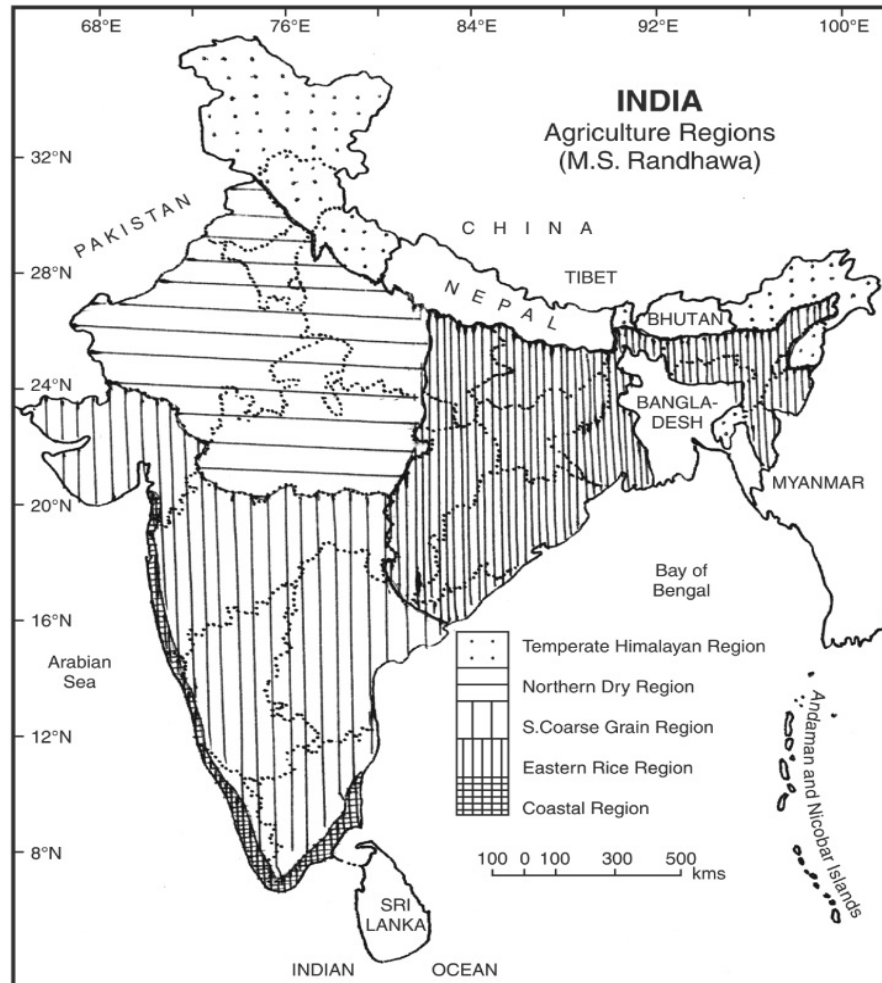 68°E 76°E 84°E 92°E 100°E
INDIA
Agriculture Regions
(M.S. Randhawa)
32°N
PAKISTAN
CHINA
28°N
TIBET
NEPAL
BHUTAN
24°N
BANGLA-
DESH
MYANMAR
20°N
Bay of
Bengal
16°N
Arabian
Sea
Temperate Himalayan Region
Northern Dry Region
S.Coarse Grain Region
Eastern Rice Region
Coastal Region
12°N
Andaman and Nicobar Islands
8°N
100 0 100 300 500 kms
SRI
LANKA
INDIAN OCEAN